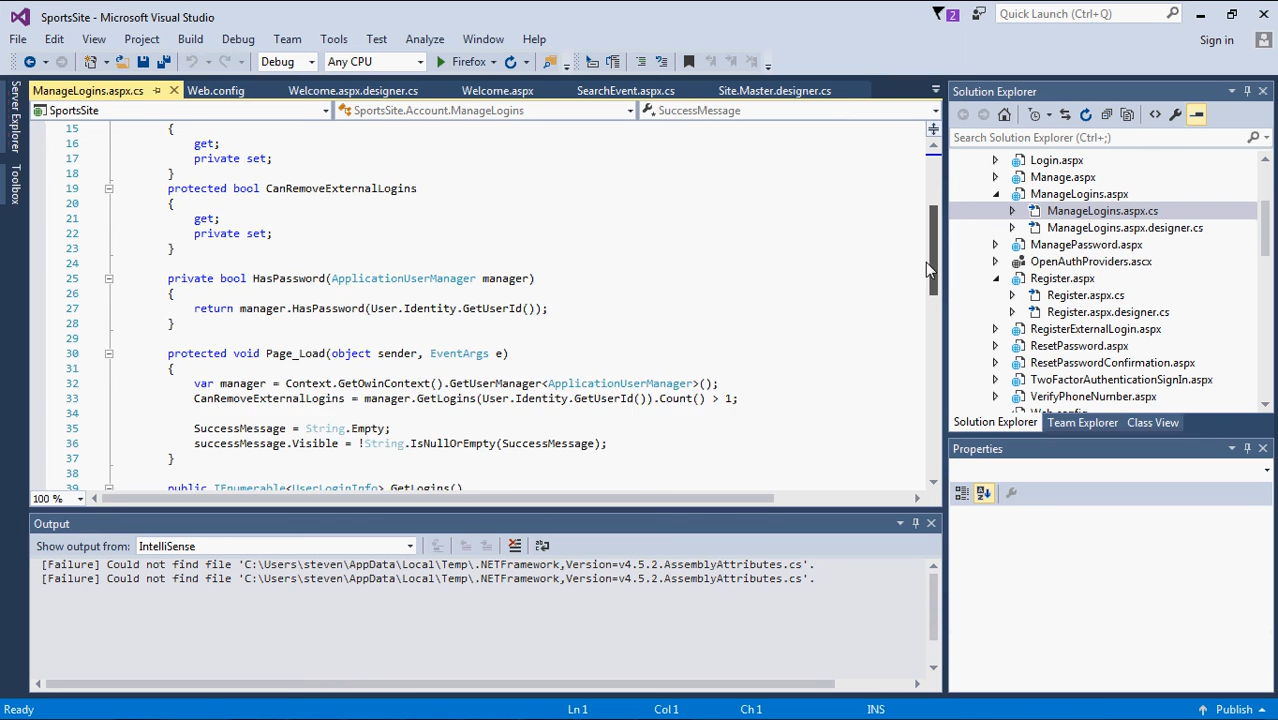 SportsSite - Microsoft Visual Studio
2
Quick Launch (Ctrl+Q)
File Edit View Project Build Debug Team Tools Test Analyze Window Help
Sign in
Debug Any CPU Firefox
Server Explorer
Toolbox
ManageLogins.aspx.cs Web.config Welcome.aspx.designer.cs Welcome.aspx SearchEvent.aspx.cs Site.Master.designer.cs
SportsSite SportsSite.Account.ManageLogins SuccessMessage
15 {
16 get;
17 private set;
18 }
19 protected bool CanRemoveExternalLogins
20 {
21 get;
22 private set;
23 }
24
25 private bool HasPassword(ApplicationUserManager manager)
26 {
27 return manager.HasPassword(User.Identity.GetUserId());
28 }
29
30 protected void Page_Load(object sender, EventArgs e)
31 {
32 var manager = Context.GetOwinContext().GetUserManager<ApplicationUserManager>();
33 CanRemoveExternalLogins = manager.GetLogins(User.Identity.GetUserId()).Count() > 1;
34
35 SuccessMessage = String.Empty;
36 successMessage.Visible = !String.IsNullOrEmpty(SuccessMessage);
37 }
38
39 public IEnumerable<UserLoginInfo> GetLogins()
100 %
Output
Show output from: IntelliSense
[Failure] Could not find file 'C:\Users\steven\AppData\Local\Temp\.NETFramework,Version=v4.5.2.AssemblyAttributes.cs'.
[Failure] Could not find file 'C:\Users\steven\AppData\Local\Temp\.NETFramework,Version=v4.5.2.AssemblyAttributes.cs'.
Solution Explorer
Search Solution Explorer (Ctrl+;)
Login.aspx
Manage.aspx
ManageLogins.aspx
ManageLogins.aspx.cs
ManageLogins.aspx.designer.cs
ManagePassword.aspx
OpenAuthProviders.ascx
Register.aspx
Register.aspx.cs
Register.aspx.designer.cs
RegisterExternalLogin.aspx
ResetPassword.aspx
ResetPasswordConfirmation.aspx
TwoFactorAuthenticationSignIn.aspx
VerifyPhoneNumber.aspx
Web.config
Solution Explorer Team Explorer Class View
Properties
Ready Ln 1 Col 1 Ch 1 INS Publish